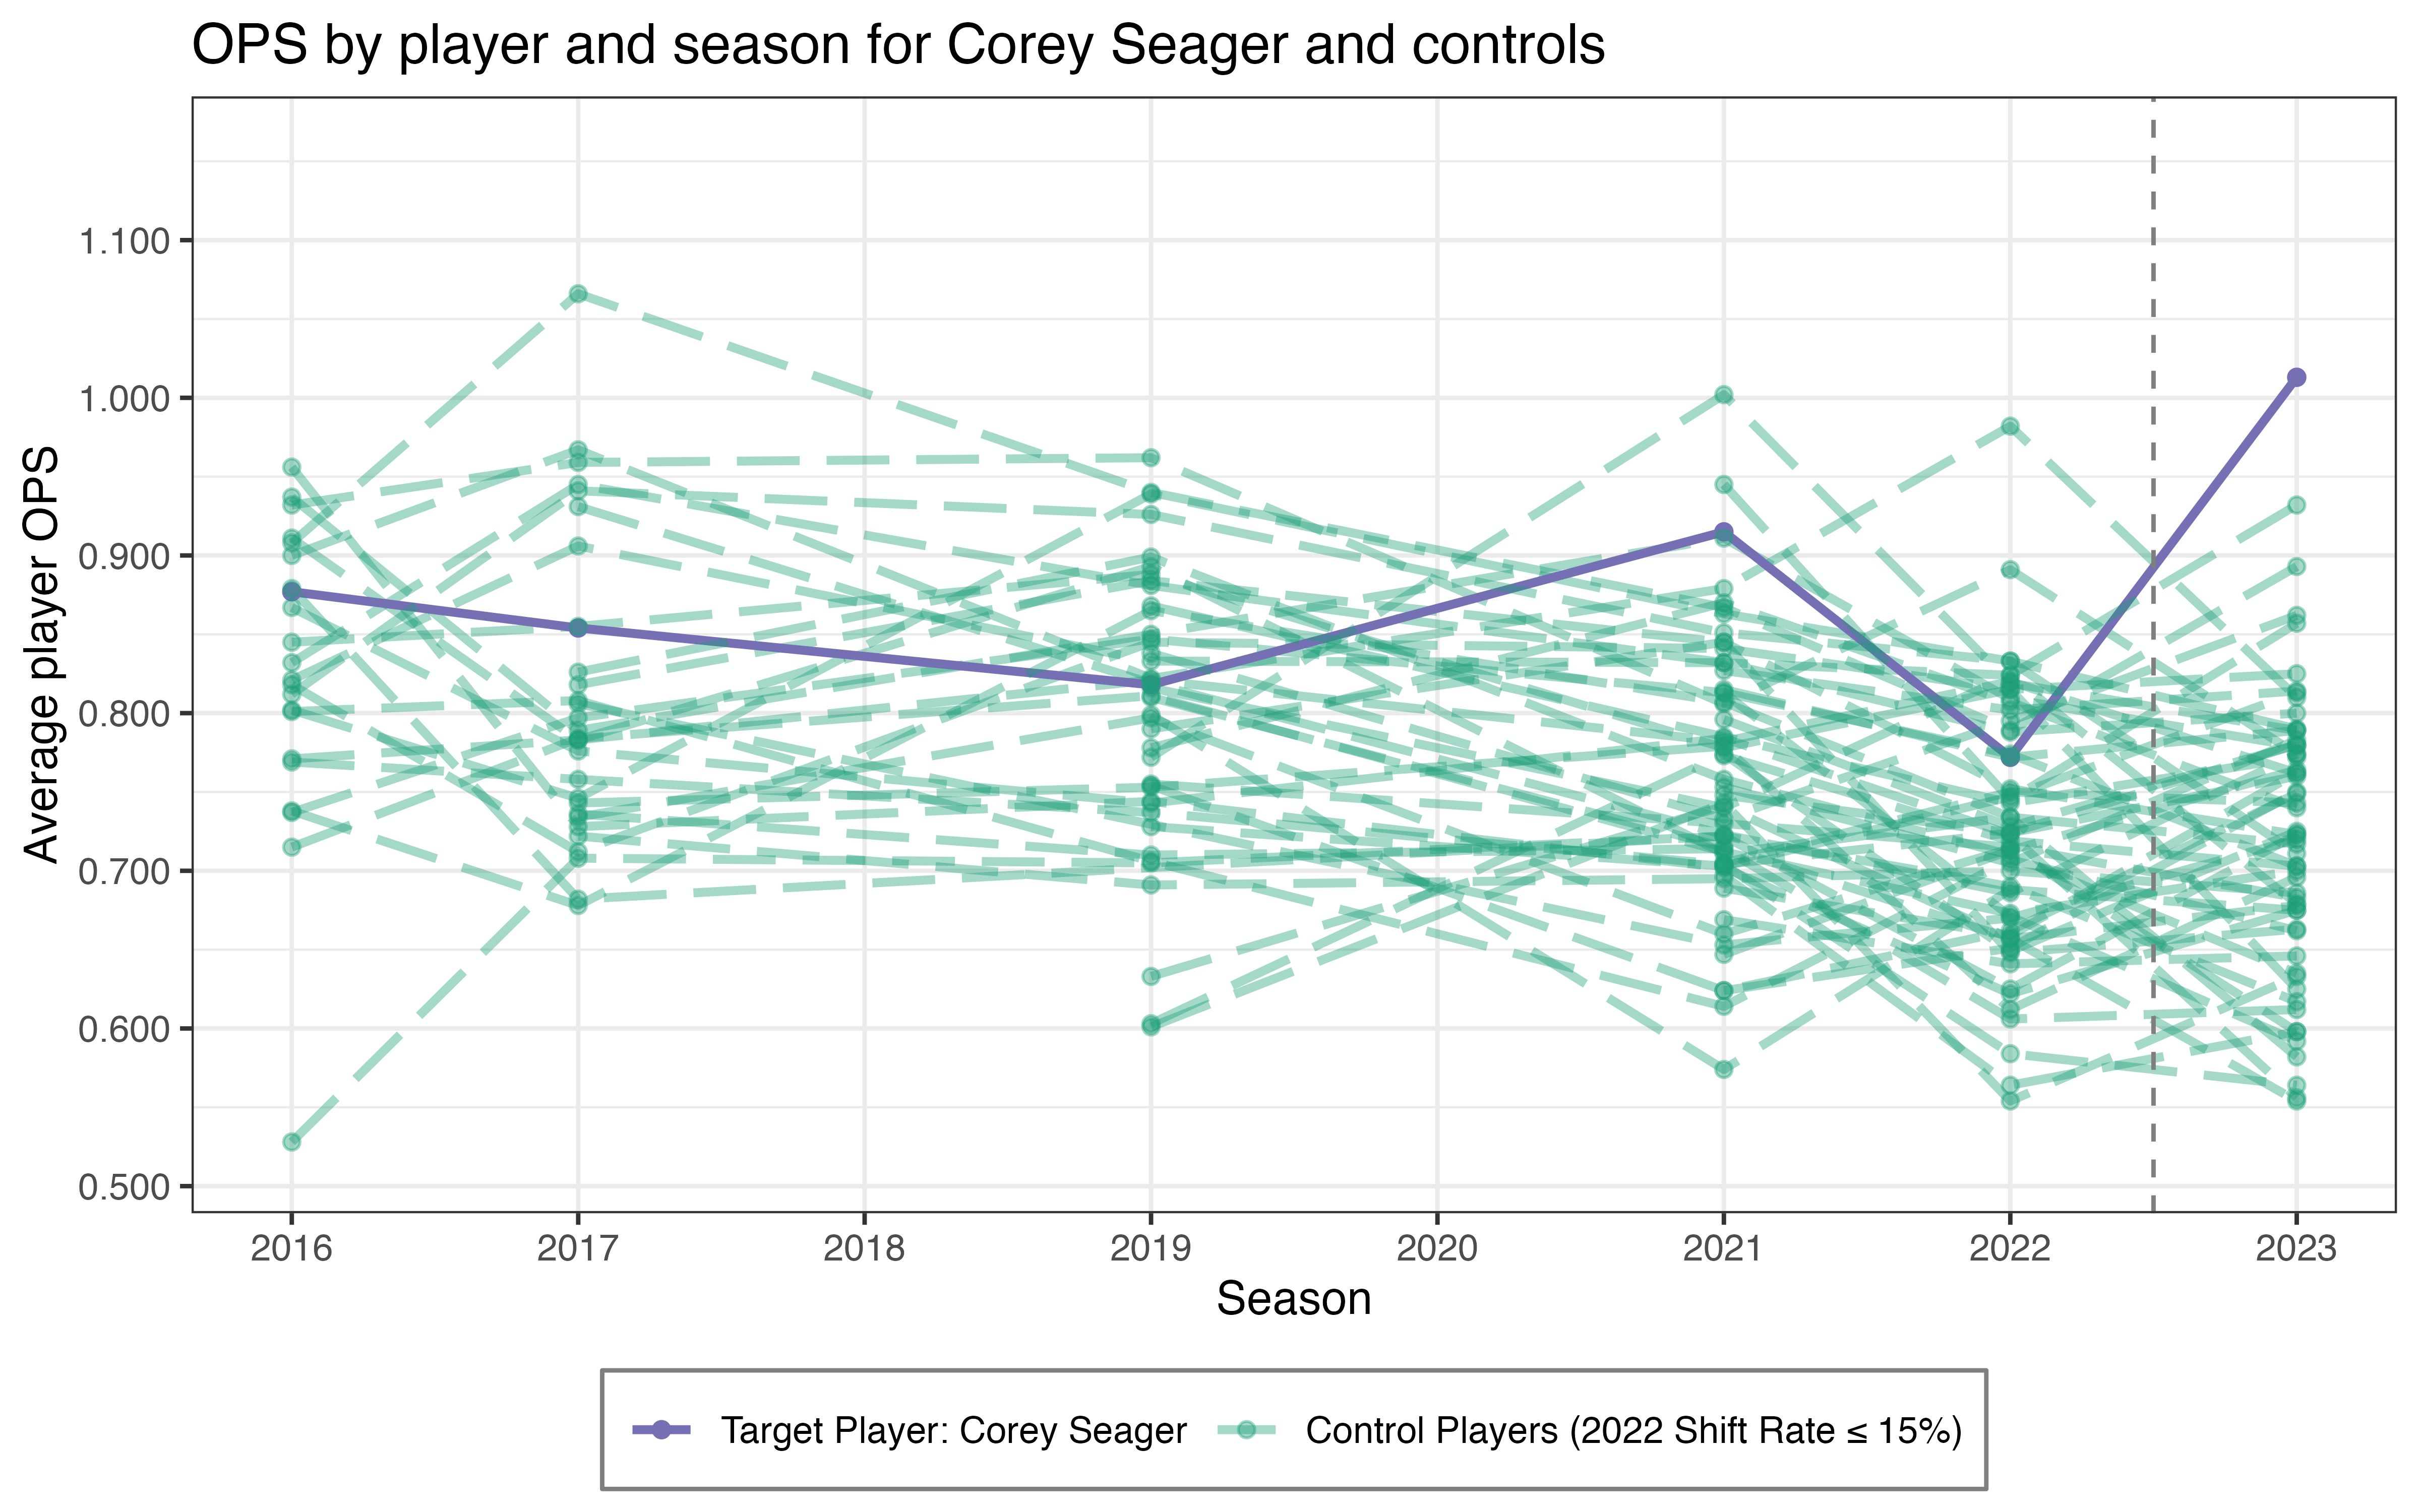 OPS by player and season for Corey Seager and controls
Average player OPS
1.100
1.000
0.900
0.800
0.700
0.600
0.500
2016 2017 2018 2019 2020 2021 2022 2023
Season
Target Player: Corey Seager Control Players (2022 Shift Rate ≤ 15%)